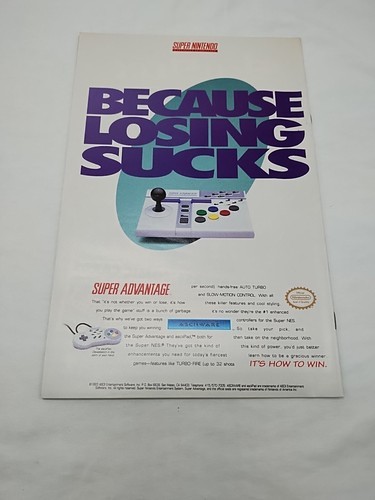 SUPER NINTENDO
BECAUSE
LOSING
SUCKS
SUPER ADVANTAGE
That "it's not whether you win or lose, it's how
you play the game" stuff is a bunch of garbage.
That's why we've got two ways
to keep you winning:
the Super Advantage and asciiPad,™ both for
the Super NES.® They've got the kind of
enhancements you need for today's hairiest
games–features like TURBO FIRE (up to 32 shots
per second), hands-free AUTO TURBO
and SLOW-MOTION CONTROL. With all
these killer features and cool styling,
it's no wonder they're the #1 enhanced
ASCIIWARE
controllers for the Super NES.
So take your pick, and
then take on the neighborhood. With
this kind of power, you'd just better
learn how to be a gracious winner.
IT'S HOW TO WIN.